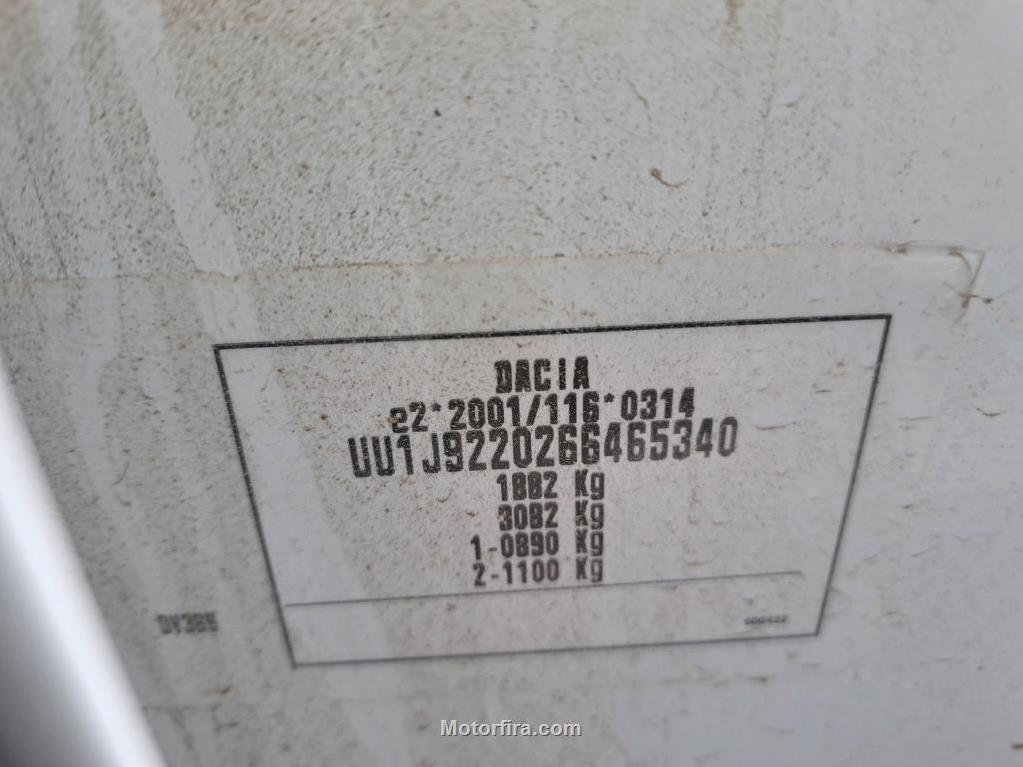 DACIA
e2*2001/116*0314
UU1J9220266465340
1882 Kg
3082 Kg
1-0890 Kg
2-1100 Kg
Motorfira.com